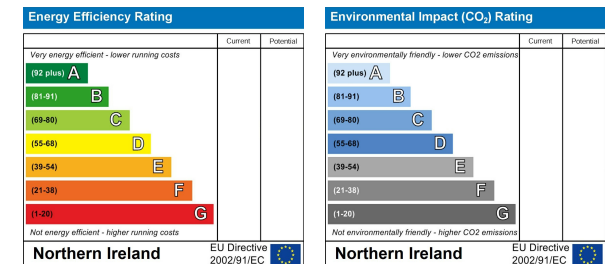 Energy Efficiency Rating
Current Potential
Very energy efficient - lower running costs
(92 plus) A
(81-91) B
(69-80) C
(55-68) D
(39-54) E
(21-38) F
(1-20) G
Not energy efficient - higher running costs
Northern Ireland
EU Directive
2002/91/EC
Environmental Impact (CO₂) Rating
Current Potential
Very environmentally friendly - lower CO2 emissions
(92 plus) A
(81-91) B
(69-80) C
(55-68) D
(39-54) E
(21-38) F
(1-20) G
Not environmentally friendly - higher CO2 emissions
Northern Ireland
EU Directive
2002/91/EC